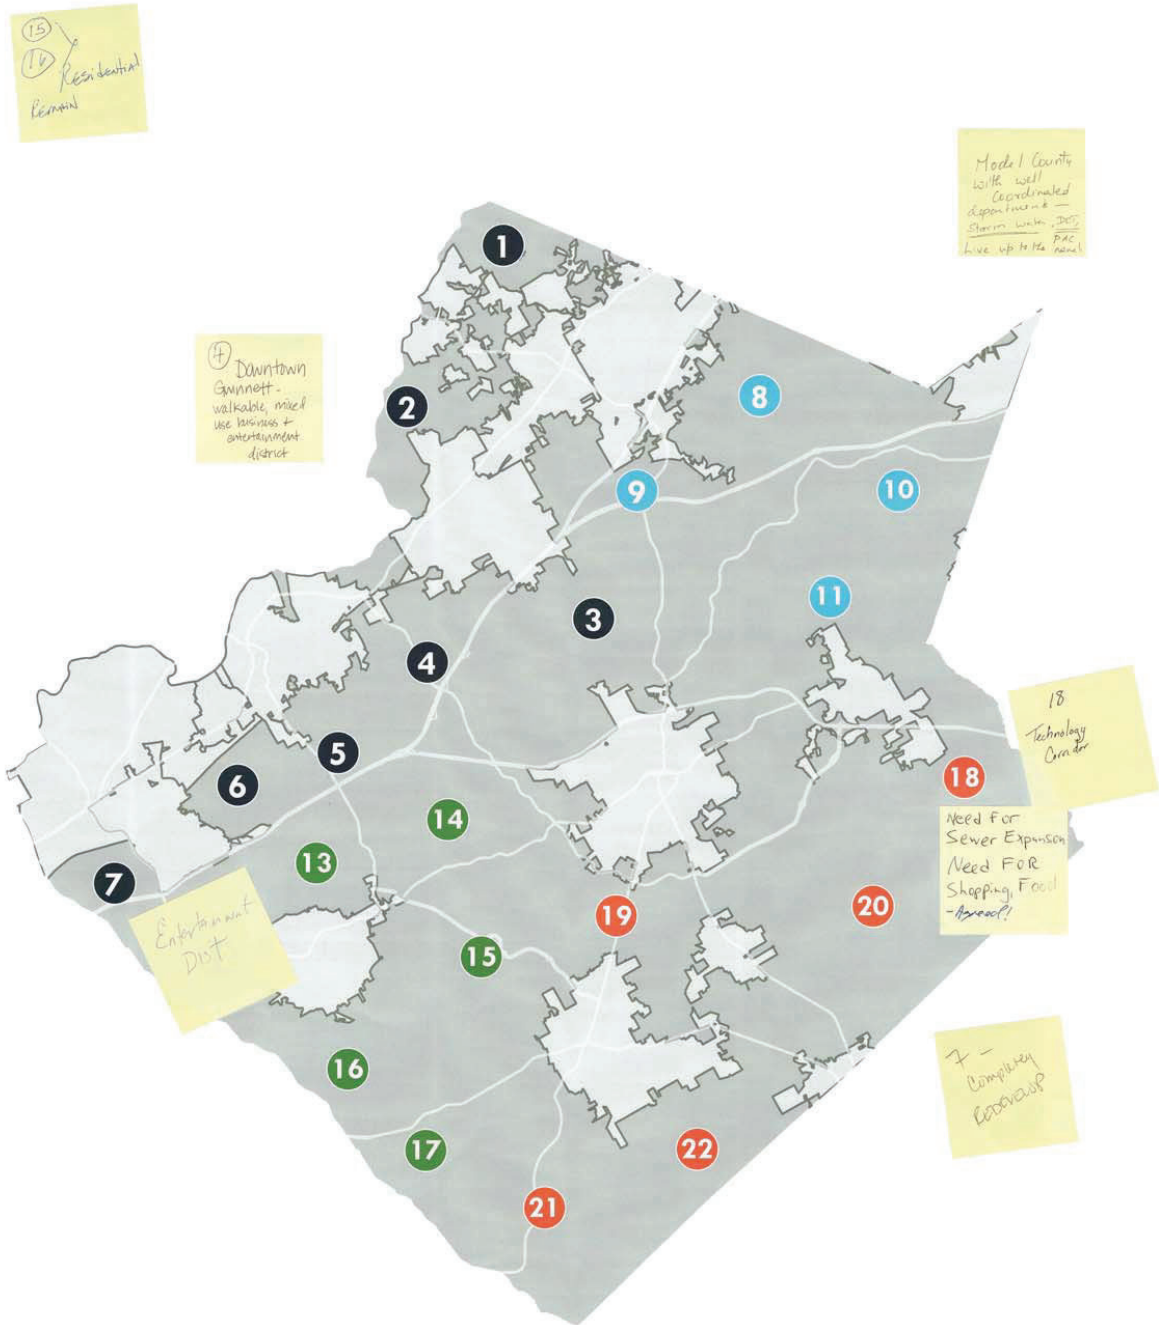 15
16
Residential
Remain
Model County
with well
Coordinated
department —
Storm water, DOT,
PAC
Live up to the
1
4 Downtown
Gwinnett -
walkable, mixed
use business +
entertainment
district
2
8
9
10
11
3
4
5
6
7
18
Technology
Corridor
18
14
13
Need for
Sewer Expansion
Need FOR
Shopping, Food
-Agreed!
19
20
Entertainment
Dist
15
16
7 -
Completely
Redevelop
17
22
21